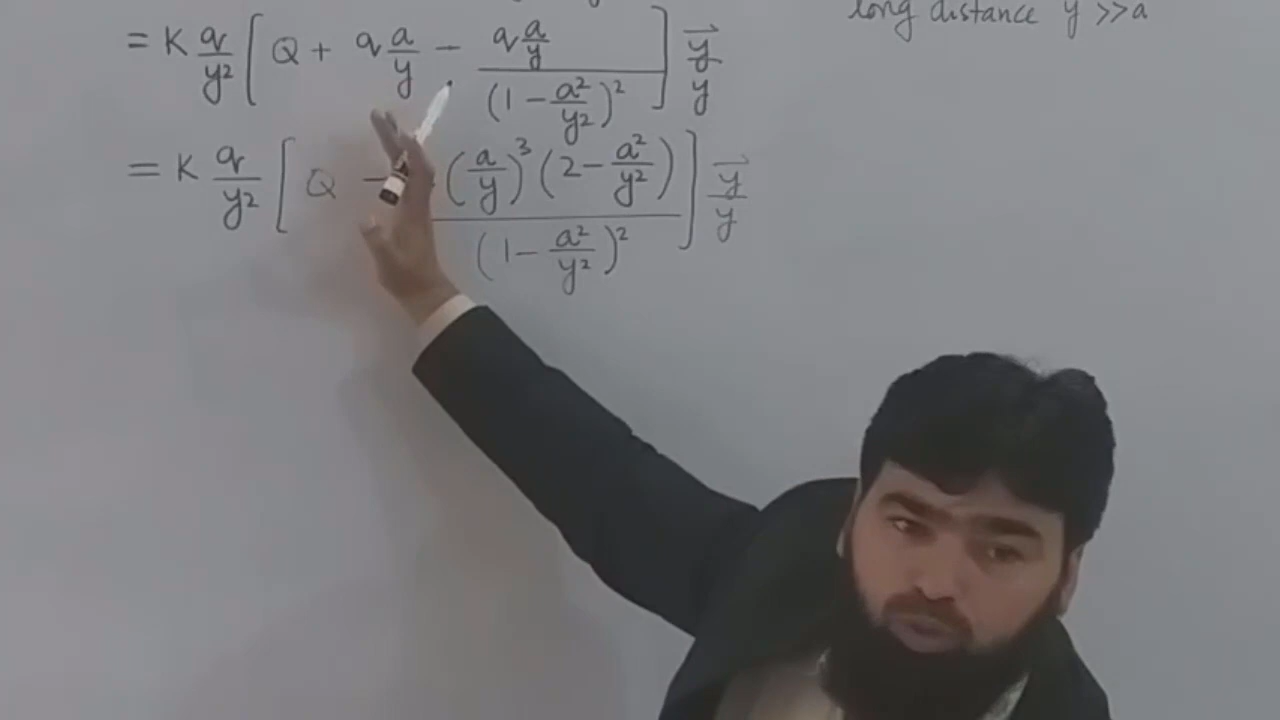 long distance y >> a
= K q/y² [ Q + q a/y − (q a/y)/(1 − a²/y²)² ] y⃗/y
= K q/y² [ Q − (a/y)³ (2 − a²/y²)/(1 − a²/y²)² ] y⃗/y